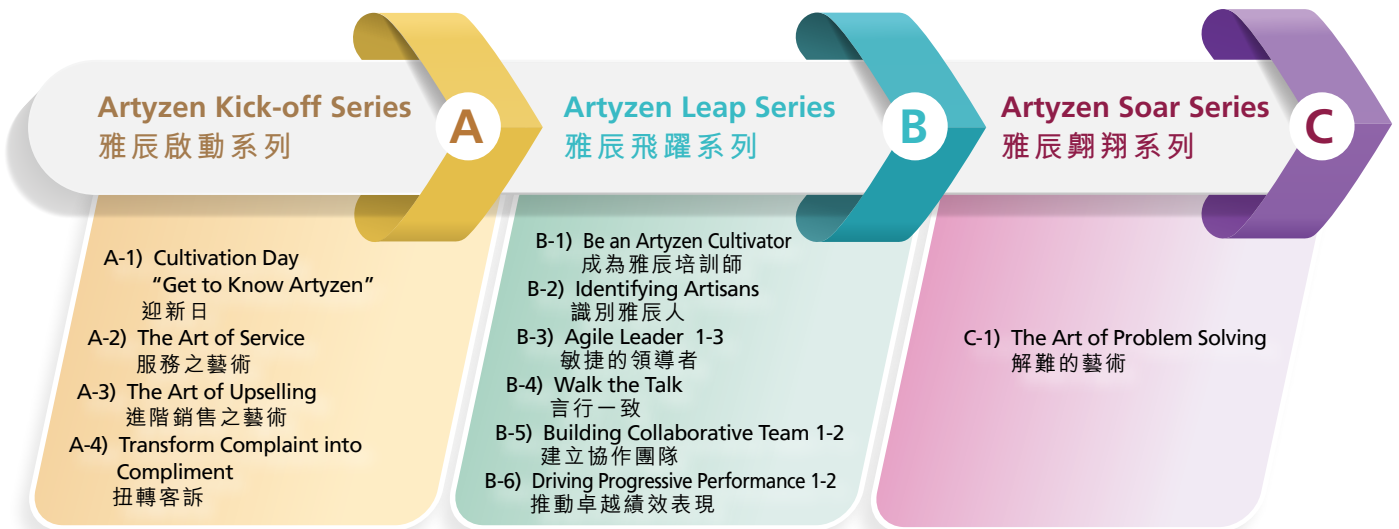 Artyzen Kick-off Series
雅辰啟動系列
A
A-1) Cultivation Day
“Get to Know Artyzen”
迎新日
A-2) The Art of Service
服務之藝術
A-3) The Art of Upselling
進階銷售之藝術
A-4) Transform Complaint into
Compliment
扭轉客訴
Artyzen Leap Series
雅辰飛躍系列
B
B-1) Be an Artyzen Cultivator
成為雅辰培訓師
B-2) Identifying Artisans
識別雅辰人
B-3) Agile Leader 1-3
敏捷的領導者
B-4) Walk the Talk
言行一致
B-5) Building Collaborative Team 1-2
建立協作團隊
B-6) Driving Progressive Performance 1-2
推動卓越績效表現
Artyzen Soar Series
雅辰翺翔系列
C
C-1) The Art of Problem Solving
解難的藝術